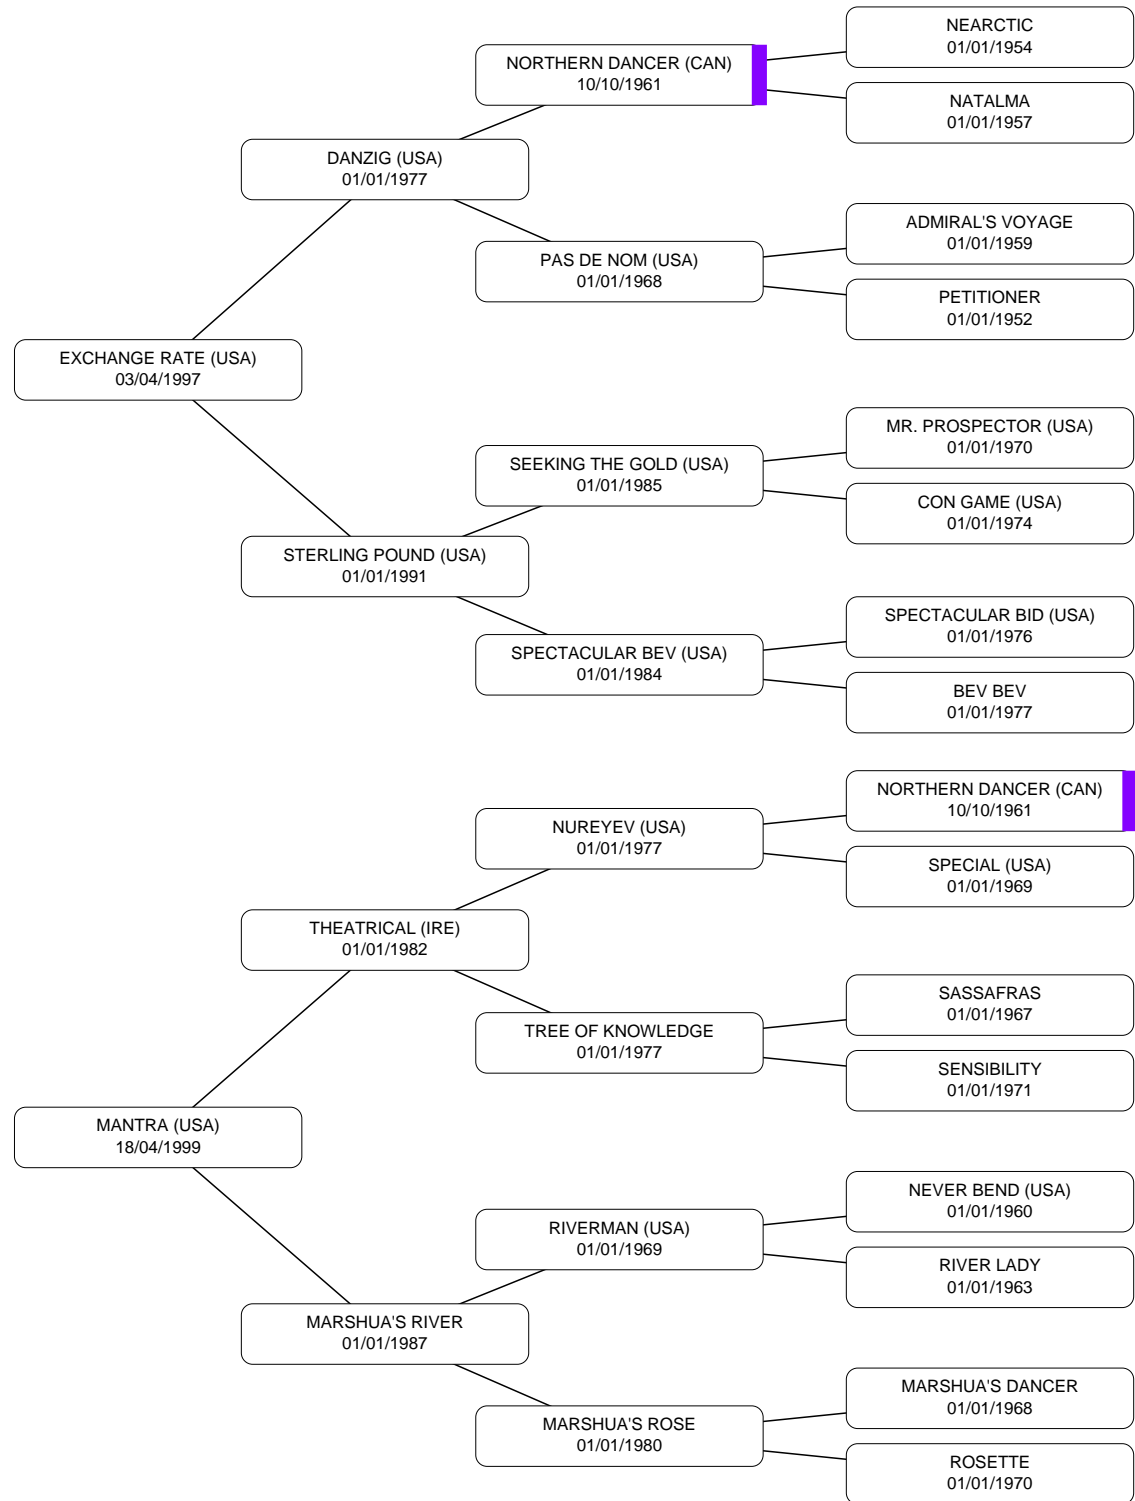 NEARCTIC
01/01/1954
NORTHERN DANCER (CAN)
10/10/1961
NATALMA
01/01/1957
DANZIG (USA)
01/01/1977
ADMIRAL'S VOYAGE
01/01/1959
PAS DE NOM (USA)
01/01/1968
PETITIONER
01/01/1952
EXCHANGE RATE (USA)
03/04/1997
MR. PROSPECTOR (USA)
01/01/1970
SEEKING THE GOLD (USA)
01/01/1985
CON GAME (USA)
01/01/1974
STERLING POUND (USA)
01/01/1991
SPECTACULAR BID (USA)
01/01/1976
SPECTACULAR BEV (USA)
01/01/1984
BEV BEV
01/01/1977
NORTHERN DANCER (CAN)
10/10/1961
NUREYEV (USA)
01/01/1977
SPECIAL (USA)
01/01/1969
THEATRICAL (IRE)
01/01/1982
SASSAFRAS
01/01/1967
TREE OF KNOWLEDGE
01/01/1977
SENSIBILITY
01/01/1971
MANTRA (USA)
18/04/1999
NEVER BEND (USA)
01/01/1960
RIVERMAN (USA)
01/01/1969
RIVER LADY
01/01/1963
MARSHUA'S RIVER
01/01/1987
MARSHUA'S DANCER
01/01/1968
MARSHUA'S ROSE
01/01/1980
ROSETTE
01/01/1970